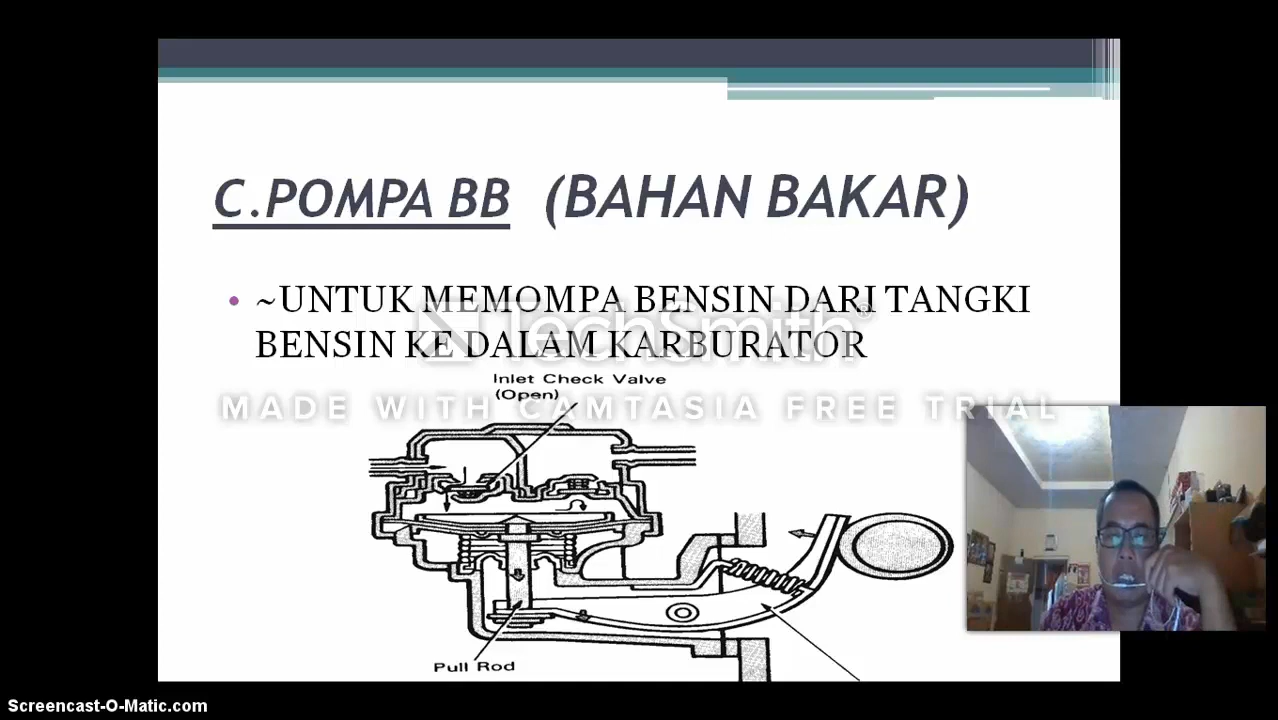 C.POMPA BB (BAHAN BAKAR)
• ~UNTUK MEMOMPA BENSIN DARI TANGKI
BENSIN KE DALAM KARBURATOR
TechSmith®
MADE WITH CAMTASIA FREE TRIAL
Inlet Check Valve
(Open)
Pull Rod
Screencast-O-Matic.com